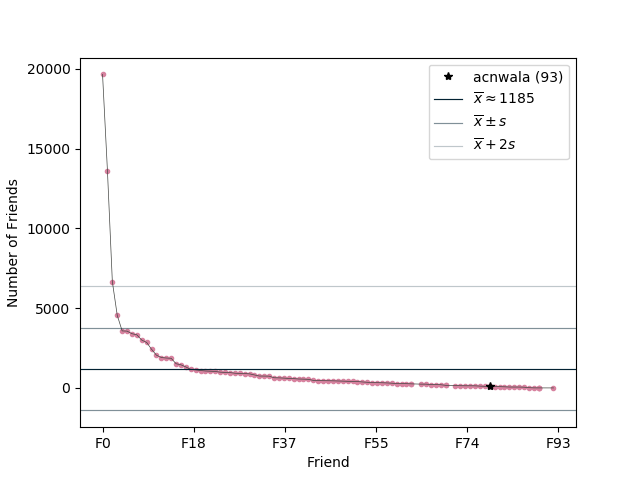 acnwala (93)
x̅ ≈ 1185
x̅ ± s
x̅ + 2s
20000
15000
10000
5000
0
Number of Friends
F0 F18 F37 F55 F74 F93
Friend